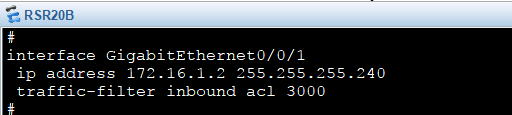 RSR20B
#
interface GigabitEthernet0/0/1
 ip address 172.16.1.2 255.255.255.240
 traffic-filter inbound acl 3000
#